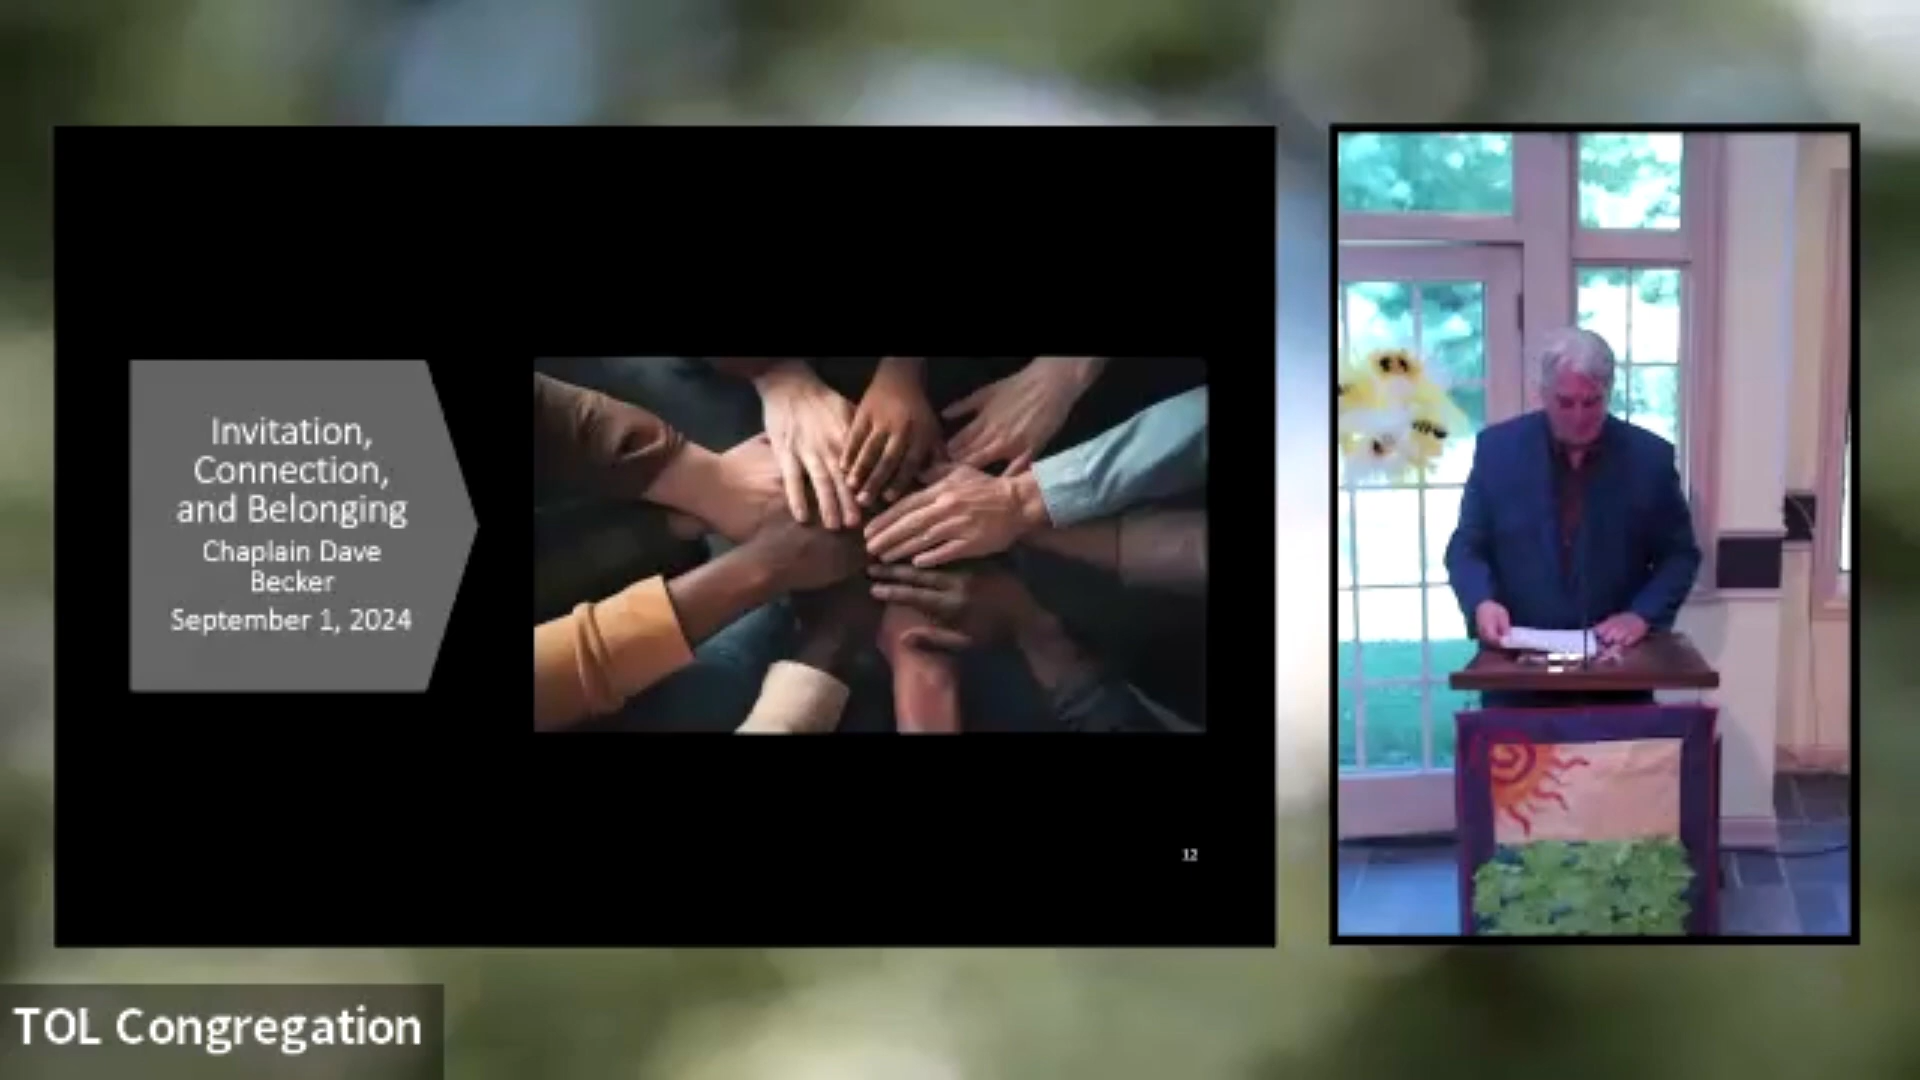 Invitation,
Connection,
and Belonging
Chaplain Dave
Becker
September 1, 2024
12
TOL Congregation